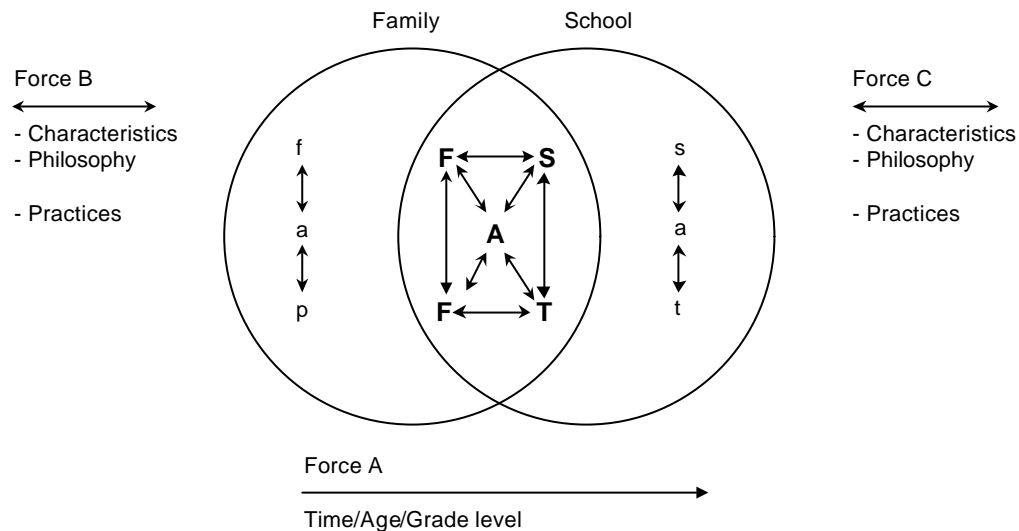 Family
School
Force B
- Characteristics
- Philosophy
- Practices
f
a
p
F S
A
F T
s
a
t
Force C
- Characteristics
- Philosophy
- Practices
Force A
Time/Age/Grade level